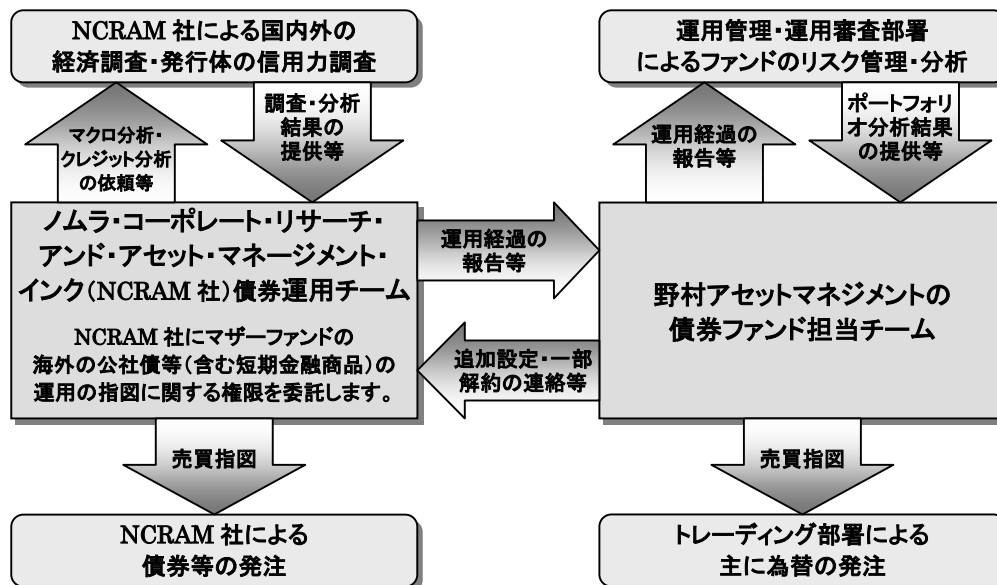 NCRAM 社による国内外の
経済調査・発行体の信用力調査
運用管理・運用審査部署
によるファンドのリスク管理・分析
マクロ分析・
クレジット分析
の依頼等
調査・分析
結果の
提供等
運用経過の
報告等
ポートフォリ
オ分析結果
の提供等
ノムラ・コーポレート・リサーチ・
アンド・アセット・マネージメント・
インク(NCRAM 社)債券運用チーム
NCRAM 社にマザーファンドの
海外の公社債等(含む短期金融商品)の
運用の指図に関する権限を委託します。
運用経過の
報告等
追加設定・一部
解約の連絡等
野村アセットマネジメントの
債券ファンド担当チーム
売買指図
売買指図
NCRAM 社による
債券等の発注
トレーディング部署による
主に為替の発注